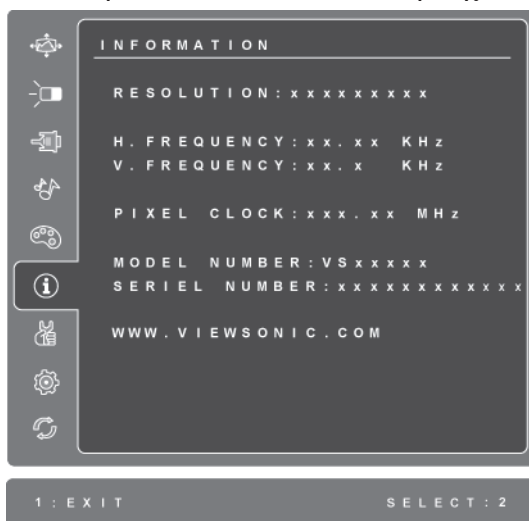 INFORMATION
RESOLUTION:xxxxxxxxx
H. FREQUENCY:xx.xx KHz
V. FREQUENCY:xx.x KHz
PIXEL CLOCK:xxx.xx MHz
MODEL NUMBER:VSxxxxx
SERIEL NUMBER:xxxxxxxxxxxx
WWW.VIEWSONIC.COM
1:EXIT SELECT:2